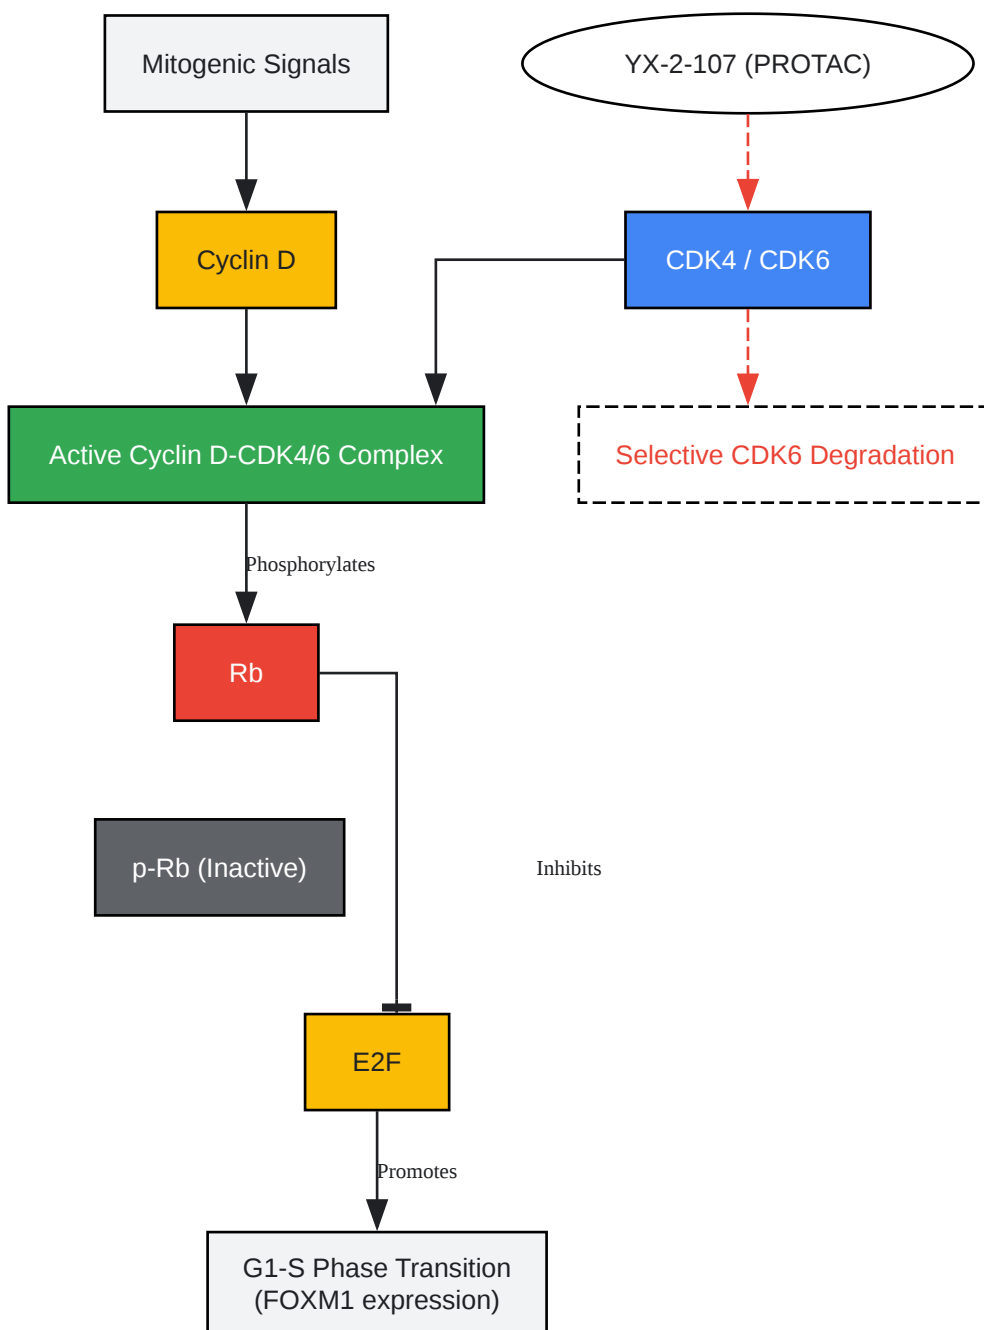 Mitogenic Signals
YX-2-107 (PROTAC)
Cyclin D
CDK4 / CDK6
Active Cyclin D-CDK4/6 Complex
Selective CDK6 Degradation
Phosphorylates
Rb
p-Rb (Inactive)
Inhibits
E2F
Promotes
G1-S Phase Transition
(FOXM1 expression)